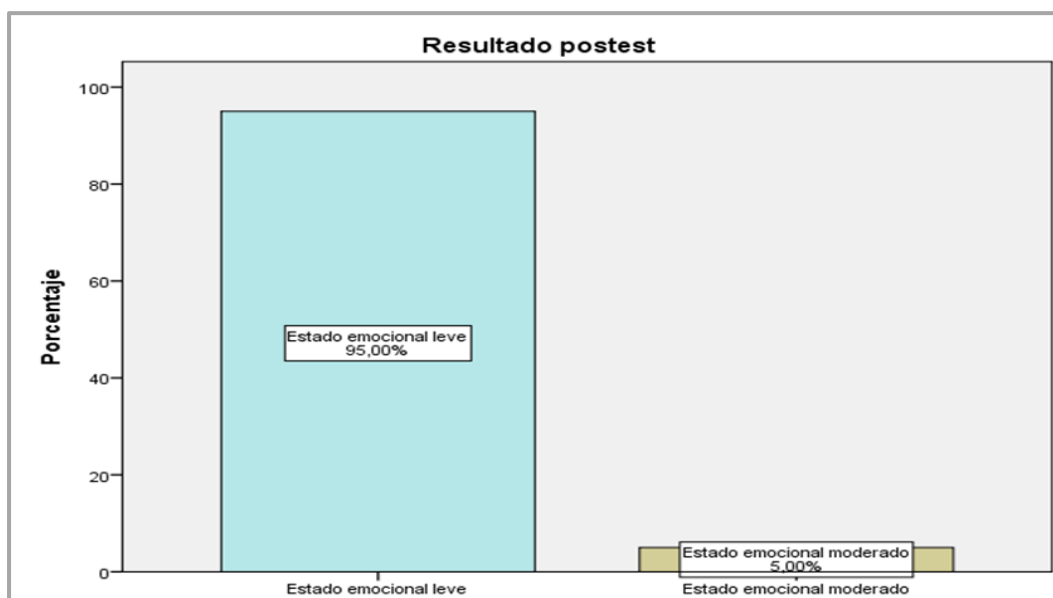 Resultado postest
Porcentaje
100
80
60
40
20
0
Estado emocional leve
95,00%
Estado emocional moderado
5,00%
Estado emocional leve
Estado emocional moderado